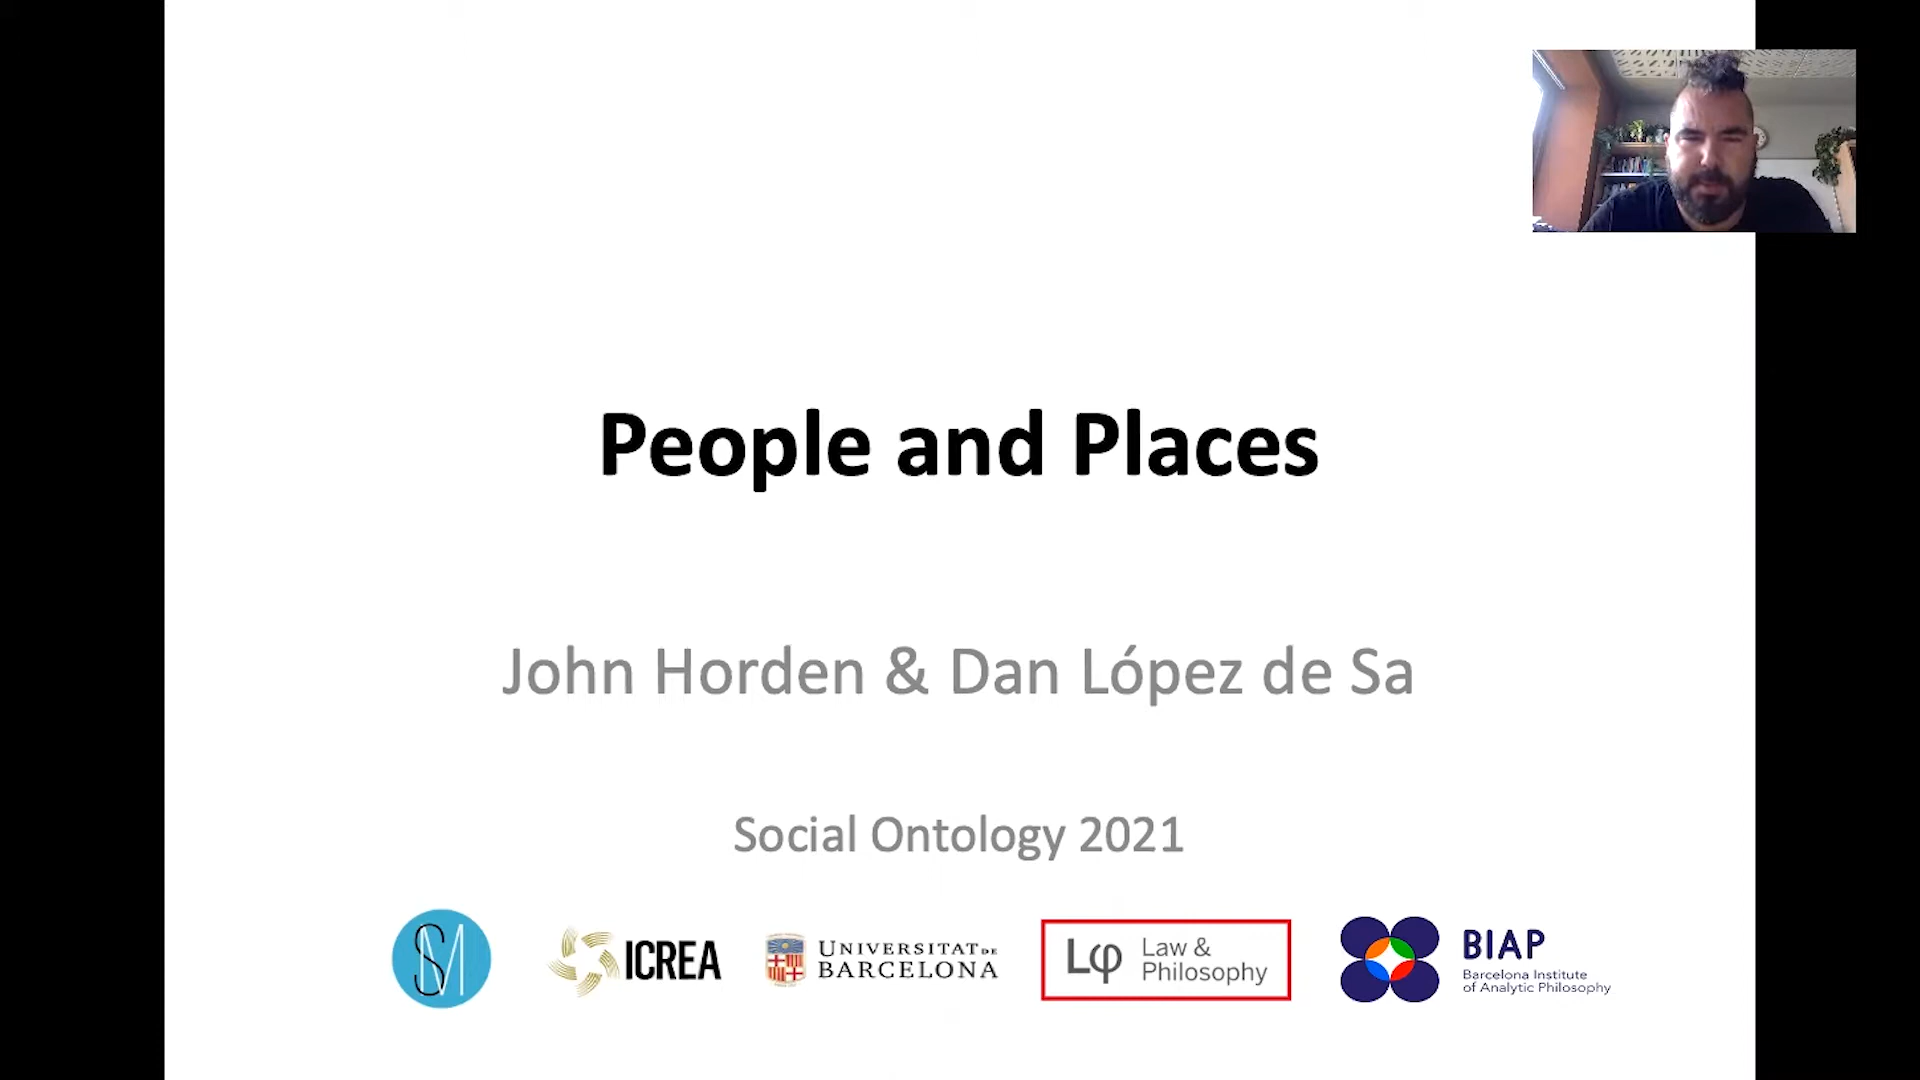 People and Places
John Horden & Dan López de Sa
Social Ontology 2021
SM
ICREA
UNIVERSITAT DE
BARCELONA
Lφ
Law &
Philosophy
BIAP
Barcelona Institute
of Analytic Philosophy